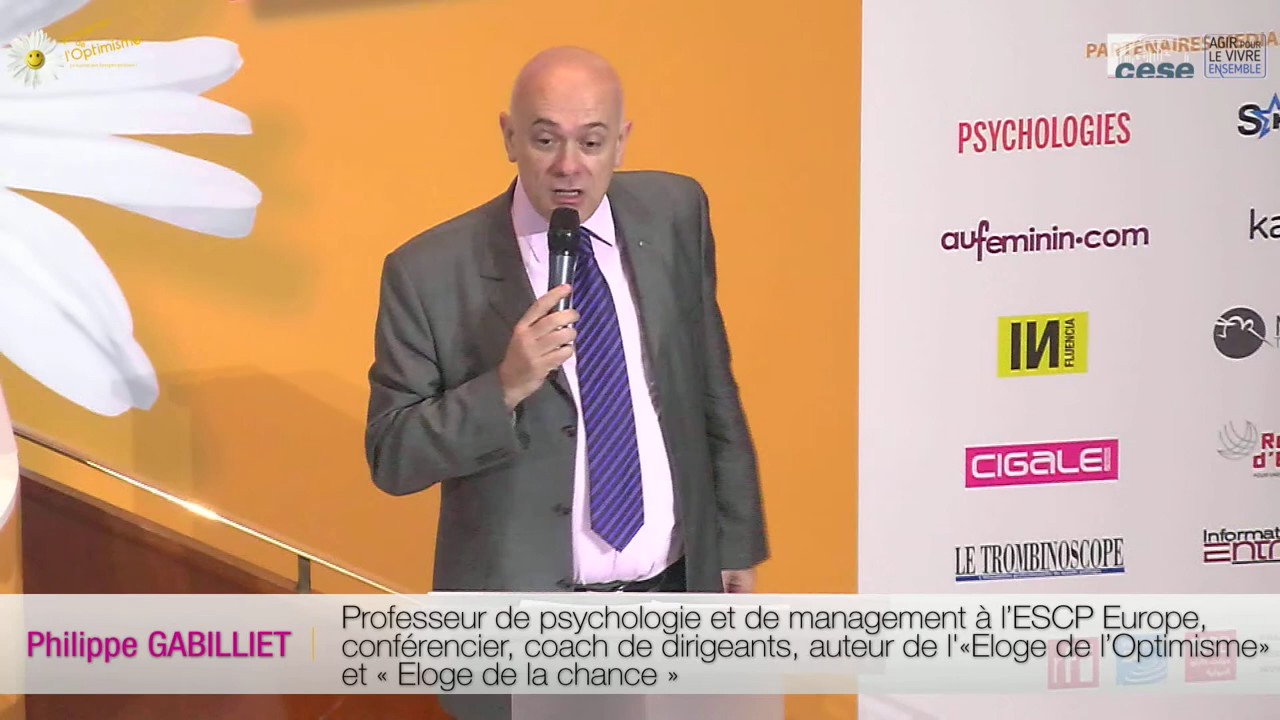 de
l'Optimisme
PARTENAIRES MEDIA
cese
AGIR POUR
LE VIVRE
ENSEMBLE
PSYCHOLOGIES
aufeminin.com
IN
FLUENCIA
CIGALE
LE TROMBINOSCOPE
Philippe GABILLIET
Professeur de psychologie et de management à l'ESCP Europe,
conférencier, coach de dirigeants, auteur de l'«Eloge de l'Optimisme»
et « Eloge de la chance »